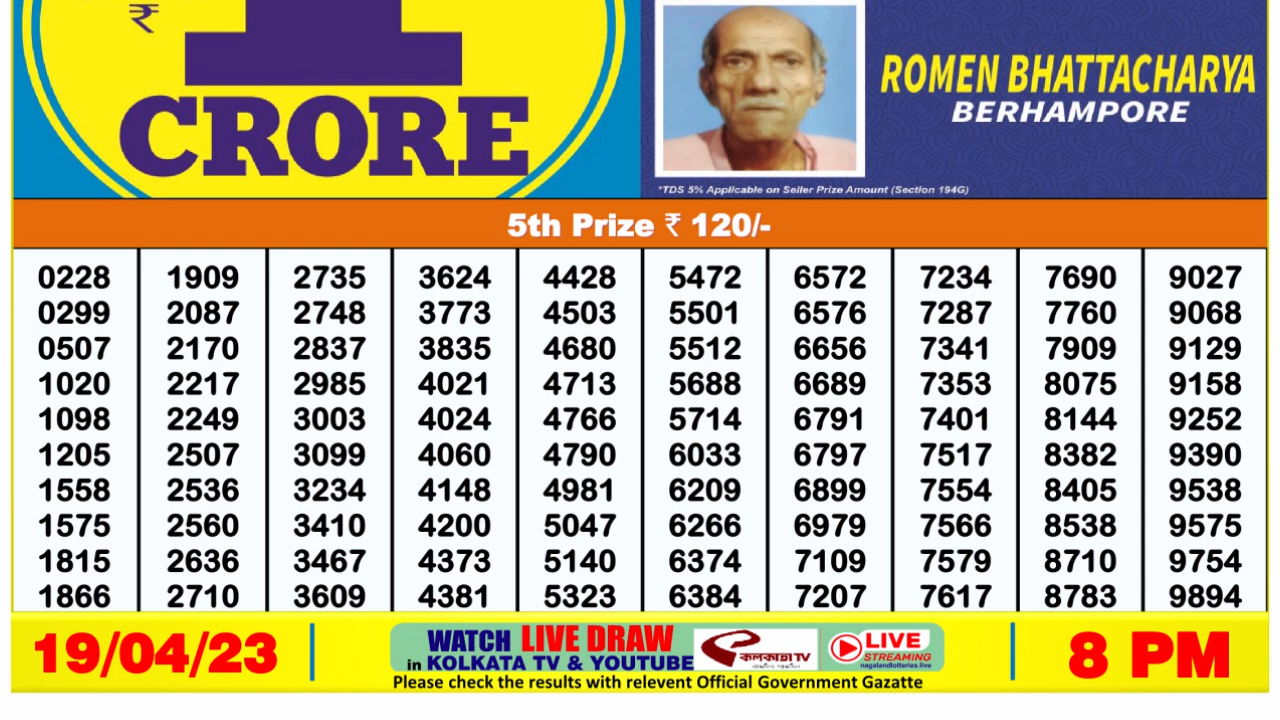 ₹
1
CRORE
ROMEN BHATTACHARYA
BERHAMPORE
*TDS 5% Applicable on Seller Prize Amount (Section 194G)
5th Prize ₹ 120/-
0228 1909 2735 3624 4428 5472 6572 7234 7690 9027
0299 2087 2748 3773 4503 5501 6576 7287 7760 9068
0507 2170 2837 3835 4680 5512 6656 7341 7909 9129
1020 2217 2985 4021 4713 5688 6689 7353 8075 9158
1098 2249 3003 4024 4766 5714 6791 7401 8144 9252
1205 2507 3099 4060 4790 6033 6797 7517 8382 9390
1558 2536 3234 4148 4981 6209 6899 7554 8405 9538
1575 2560 3410 4200 5047 6266 6979 7566 8538 9575
1815 2636 3467 4373 5140 6374 7109 7579 8710 9754
1866 2710 3609 4381 5323 6384 7207 7617 8783 9894
19/04/23
WATCH LIVE DRAW
in KOLKATA TV & YOUTUBE
কলকাতা TV
LIVE
STREAMING
nagalandlotteries.live
Please check the results with relevent Official Government Gazatte
8 PM